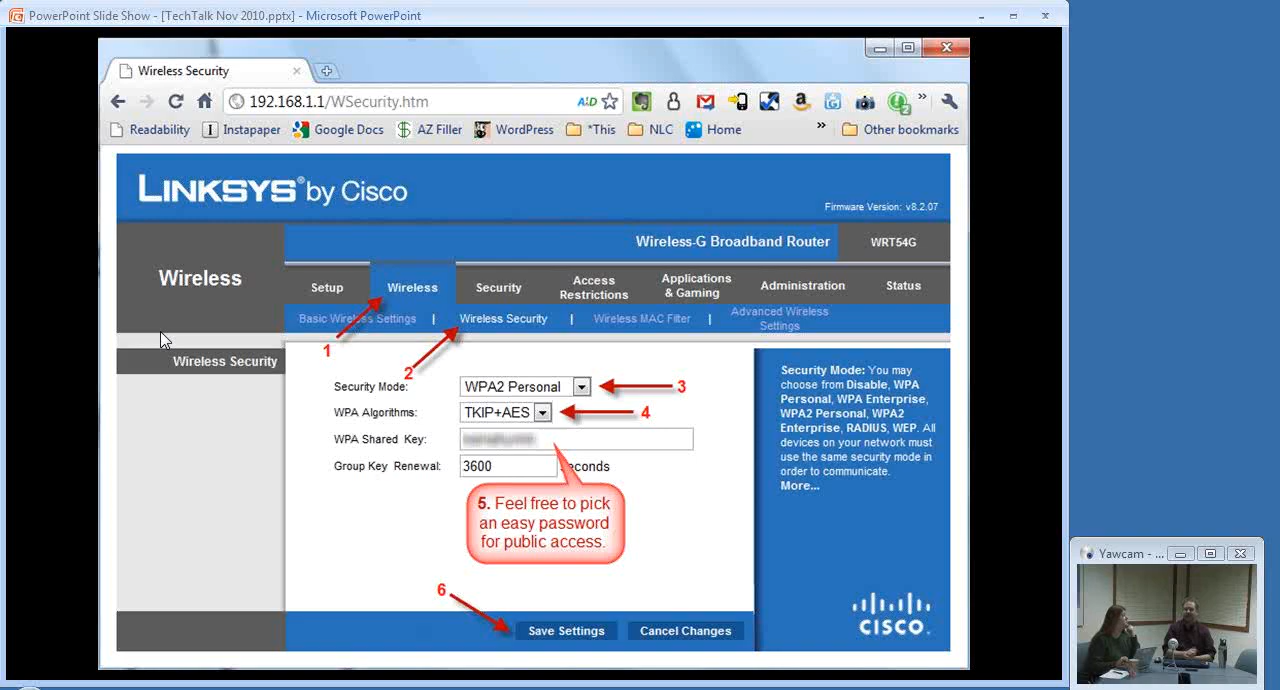 PowerPoint Slide Show - [TechTalk Nov 2010.pptx] - Microsoft PowerPoint
Wireless Security
192.168.1.1/WSecurity.htm
Readability
Instapaper
Google Docs
AZ Filler
WordPress
*This
NLC
Home
»
Other bookmarks
LINKSYS® by Cisco
Firmware Version: v8.2.07
Wireless-G Broadband Router
WRT54G
Wireless
Setup
Wireless
Security
Access
Restrictions
Applications
& Gaming
Administration
Status
Basic Wireless Settings
|
Wireless Security
|
Wireless MAC Filter
|
Advanced Wireless
Settings
1
2
Wireless Security
Security Mode:
WPA2 Personal
3
WPA Algorithms:
TKIP+AES
4
WPA Shared Key:
Group Key Renewal:
3600
seconds
5. Feel free to pick
an easy password
for public access.
6
Save Settings
Cancel Changes
Security Mode: You may
choose from Disable, WPA
Personal, WPA Enterprise,
WPA2 Personal, WPA2
Enterprise, RADIUS, WEP. All
devices on your network must
use the same security mode in
order to communicate.
More...
CISCO.
Yawcam - ...